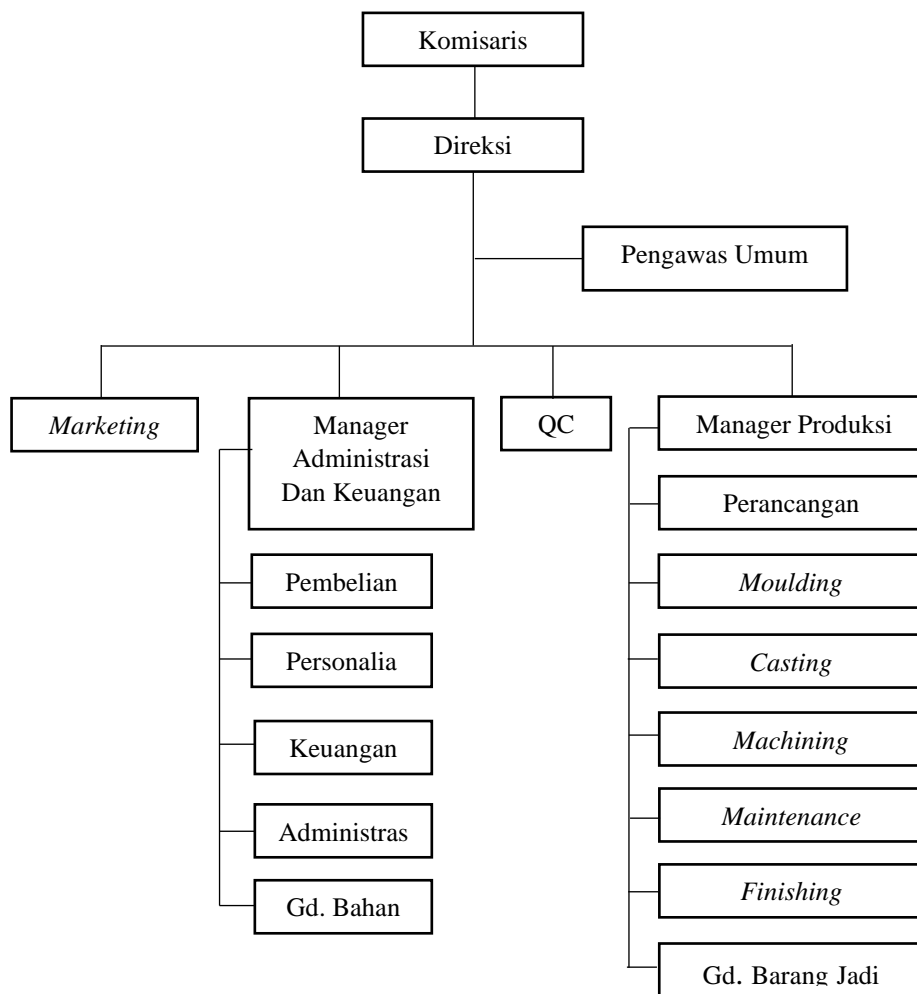 Komisaris
Direksi
Pengawas Umum
Marketing
Manager
Administrasi
Dan Keuangan
QC
Manager Produksi
Pembelian
Personalia
Keuangan
Administras
Gd. Bahan
Perancangan
Moulding
Casting
Machining
Maintenance
Finishing
Gd. Barang Jadi